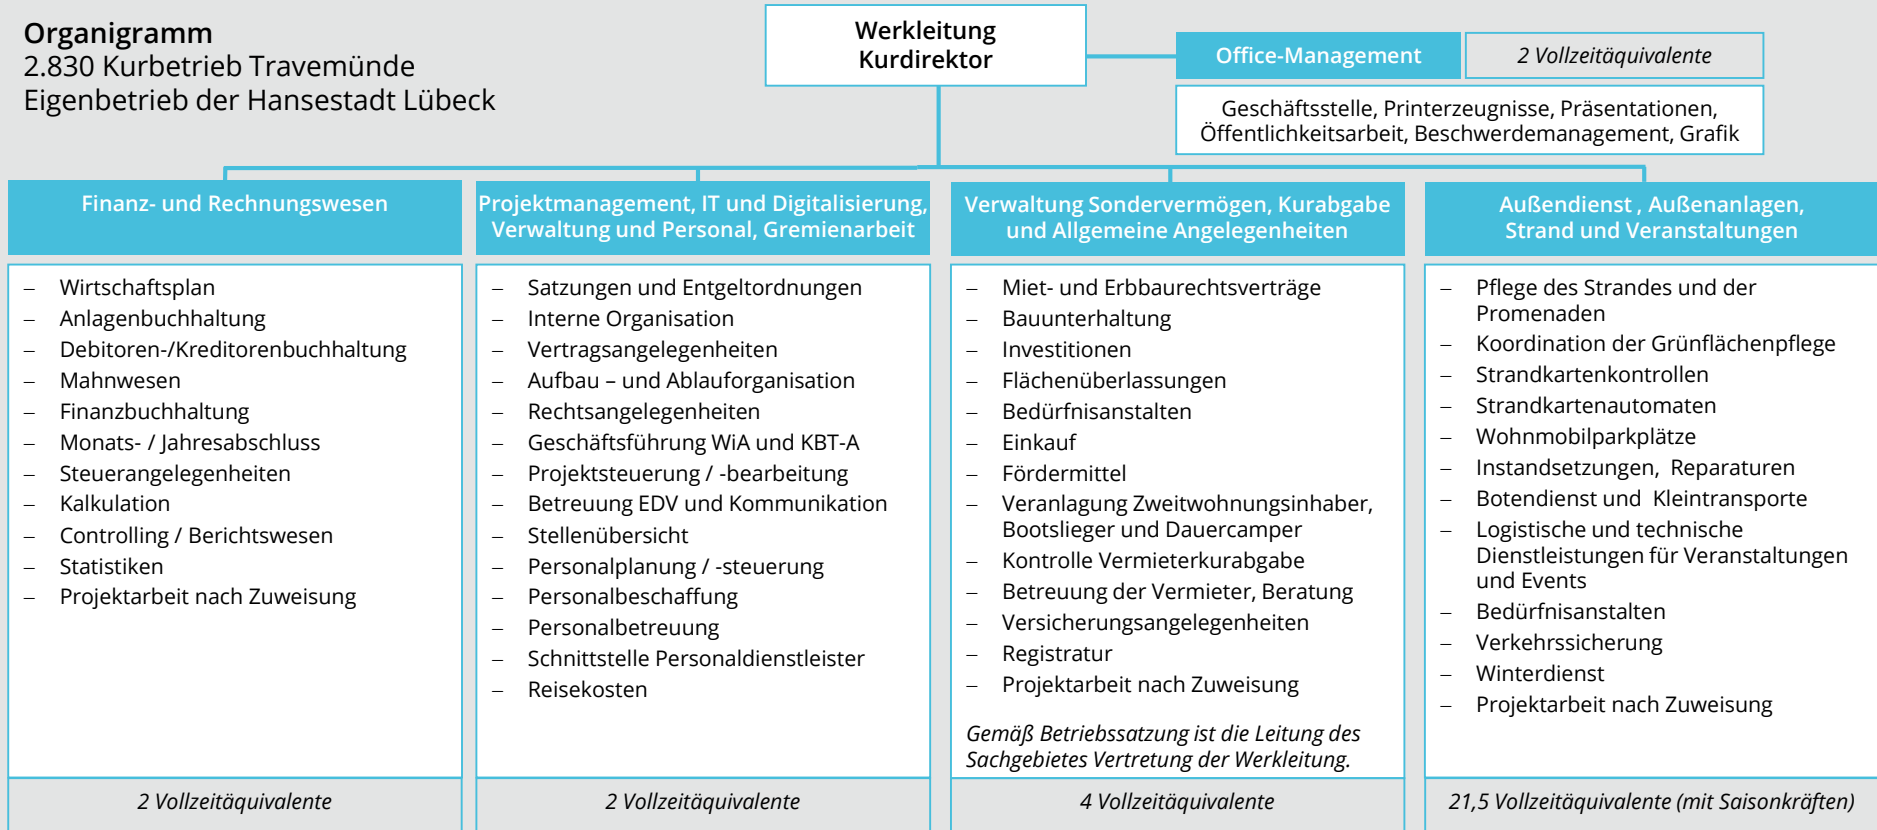 Organigramm
2.830 Kurbetrieb Travemünde
Eigenbetrieb der Hansestadt Lübeck
Werkleitung
Kurdirektor
Office-Management
2 Vollzeitäquivalente
Geschäftsstelle, Printerzeugnisse, Präsentationen,
Öffentlichkeitsarbeit, Beschwerdemanagement, Grafik
Finanz- und Rechnungswesen
– Wirtschaftsplan
– Anlagenbuchhaltung
– Debitoren-/Kreditorenbuchhaltung
– Mahnwesen
– Finanzbuchhaltung
– Monats- / Jahresabschluss
– Steuerangelegenheiten
– Kalkulation
– Controlling / Berichtswesen
– Statistiken
– Projektarbeit nach Zuweisung
2 Vollzeitäquivalente
Projektmanagement, IT und Digitalisierung,
Verwaltung und Personal, Gremienarbeit
– Satzungen und Entgeltordnungen
– Interne Organisation
– Vertragsangelegenheiten
– Aufbau – und Ablauforganisation
– Rechtsangelegenheiten
– Geschäftsführung WiA und KBT-A
– Projektsteuerung / -bearbeitung
– Betreuung EDV und Kommunikation
– Stellenübersicht
– Personalplanung / -steuerung
– Personalbeschaffung
– Personalbetreuung
– Schnittstelle Personaldienstleister
– Reisekosten
2 Vollzeitäquivalente
Verwaltung Sondervermögen, Kurabgabe
und Allgemeine Angelegenheiten
– Miet- und Erbbaurechtsverträge
– Bauunterhaltung
– Investitionen
– Flächenüberlassungen
– Bedürfnisanstalten
– Einkauf
– Fördermittel
– Veranlagung Zweitwohnungsinhaber,
Bootslieger und Dauercamper
– Kontrolle Vermieterkurabgabe
– Betreuung der Vermieter, Beratung
– Versicherungsangelegenheiten
– Registratur
– Projektarbeit nach Zuweisung
Gemäß Betriebssatzung ist die Leitung des
Sachgebietes Vertretung der Werkleitung.
4 Vollzeitäquivalente
Außendienst , Außenanlagen,
Strand und Veranstaltungen
– Pflege des Strandes und der
Promenaden
– Koordination der Grünflächenpflege
– Strandkartenkontrollen
– Strandkartenautomaten
– Wohnmobilparkplätze
– Instandsetzungen, Reparaturen
– Botendienst und Kleintransporte
– Logistische und technische
Dienstleistungen für Veranstaltungen
und Events
– Bedürfnisanstalten
– Verkehrssicherung
– Winterdienst
– Projektarbeit nach Zuweisung
21,5 Vollzeitäquivalente (mit Saisonkräften)